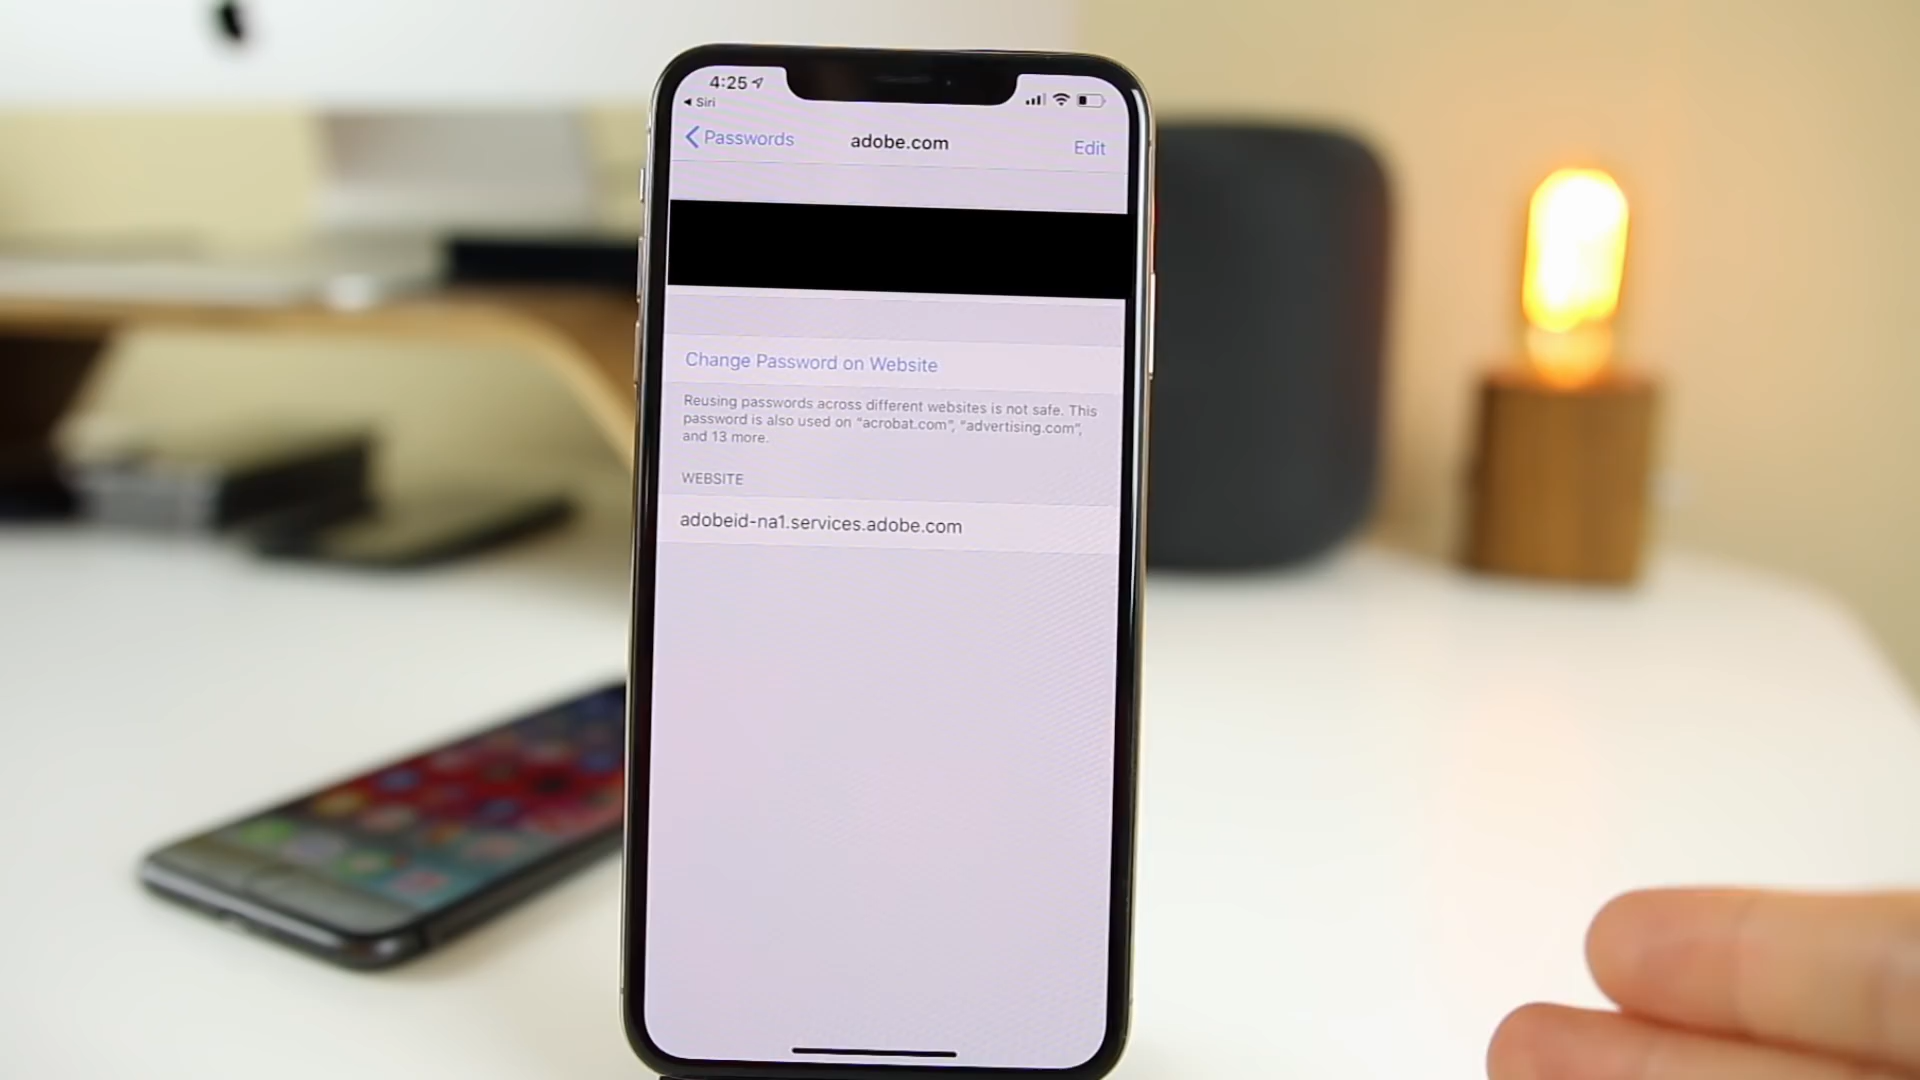 4:25
Siri
Passwords
adobe.com
Edit
Change Password on Website
Reusing passwords across different websites is not safe. This
password is also used on “acrobat.com”, “advertising.com”,
and 13 more.
WEBSITE
adobeid-na1.services.adobe.com